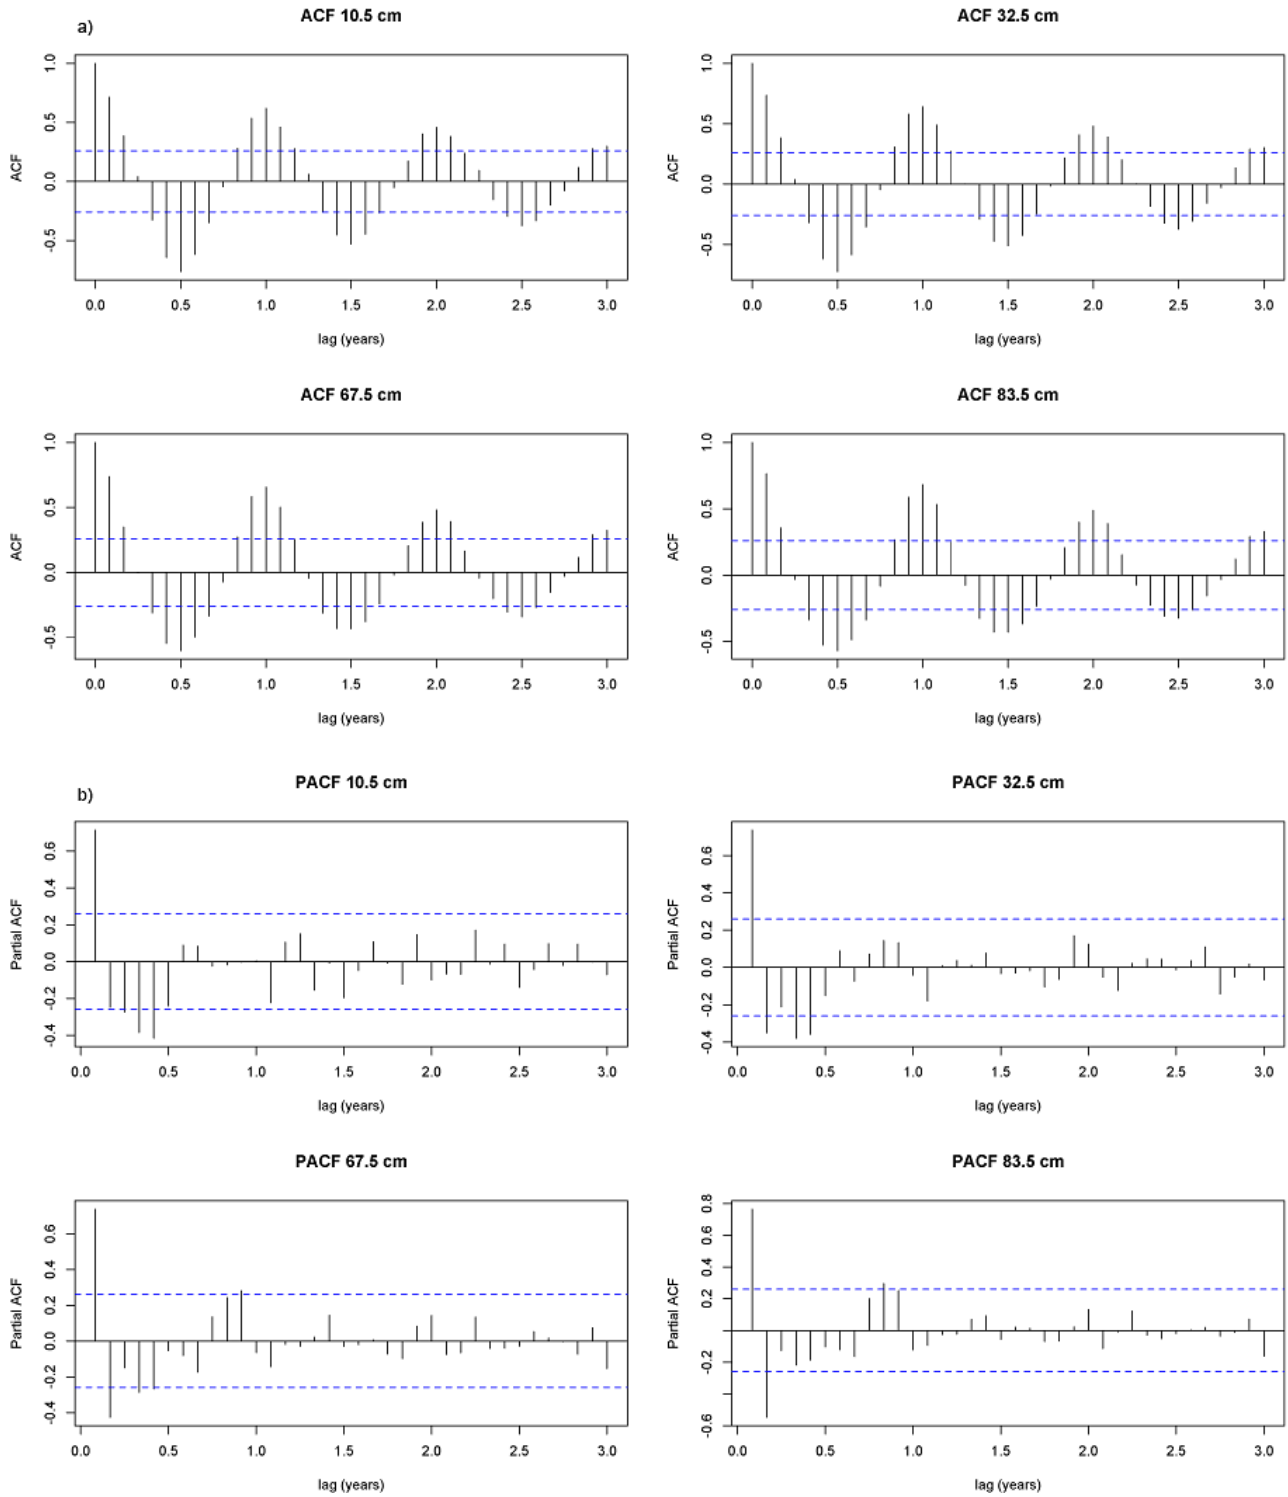 a)
ACF 10.5 cm
ACF
1.0
0.5
0.0
-0.5
0.0 0.5 1.0 1.5 2.0 2.5 3.0
lag (years)
ACF 32.5 cm
ACF
1.0
0.5
0.0
-0.5
0.0 0.5 1.0 1.5 2.0 2.5 3.0
lag (years)
ACF 67.5 cm
ACF
1.0
0.5
0.0
-0.5
0.0 0.5 1.0 1.5 2.0 2.5 3.0
lag (years)
ACF 83.5 cm
ACF
1.0
0.5
0.0
-0.5
0.0 0.5 1.0 1.5 2.0 2.5 3.0
lag (years)
b)
PACF 10.5 cm
Partial ACF
0.6
0.4
0.2
0.0
-0.2
-0.4
0.0 0.5 1.0 1.5 2.0 2.5 3.0
lag (years)
PACF 32.5 cm
Partial ACF
0.6
0.4
0.2
0.0
-0.2
-0.4
0.0 0.5 1.0 1.5 2.0 2.5 3.0
lag (years)
PACF 67.5 cm
Partial ACF
0.6
0.4
0.2
0.0
-0.2
-0.4
0.0 0.5 1.0 1.5 2.0 2.5 3.0
lag (years)
PACF 83.5 cm
Partial ACF
0.8
0.6
0.4
0.2
-0.2
-0.6
0.0 0.5 1.0 1.5 2.0 2.5 3.0
lag (years)